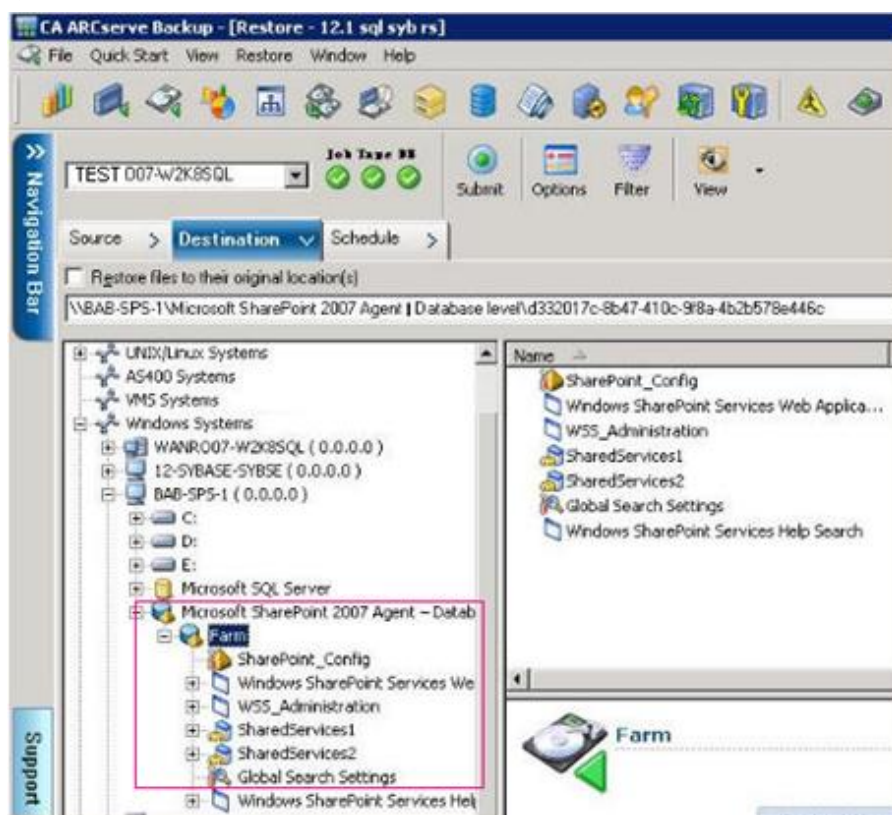 CA ARCserve Backup - [Restore - 12.1 sql syb rs]
File Quick Start View Restore Window Help
Navigation Bar
TEST 007-W2K8SQL
Job Tape DB
Submit
Options
Filter
View
Source > Destination Schedule >
Restore files to their original location(s)
\\BAB-SPS-1\Microsoft SharePoint 2007 Agent | Database level\d332017c-8b47-410c-9f8a-4b2b578e446c
UNIX/Linux Systems
AS400 Systems
VMS Systems
Windows Systems
WANRO07-W2K8SQL ( 0.0.0.0 )
12-SYBASE-SYBSE ( 0.0.0.0 )
BAB-SPS-1 ( 0.0.0.0 )
C:
D:
E:
Microsoft SQL Server
Microsoft SharePoint 2007 Agent – Datab
Farm
SharePoint_Config
Windows SharePoint Services We
WSS_Administration
SharedServices1
SharedServices2
Global Search Settings
Windows SharePoint Services Hel
Name
SharePoint_Config
Windows SharePoint Services Web Applica...
WSS_Administration
SharedServices1
SharedServices2
Global Search Settings
Windows SharePoint Services Help Search
Farm
Support